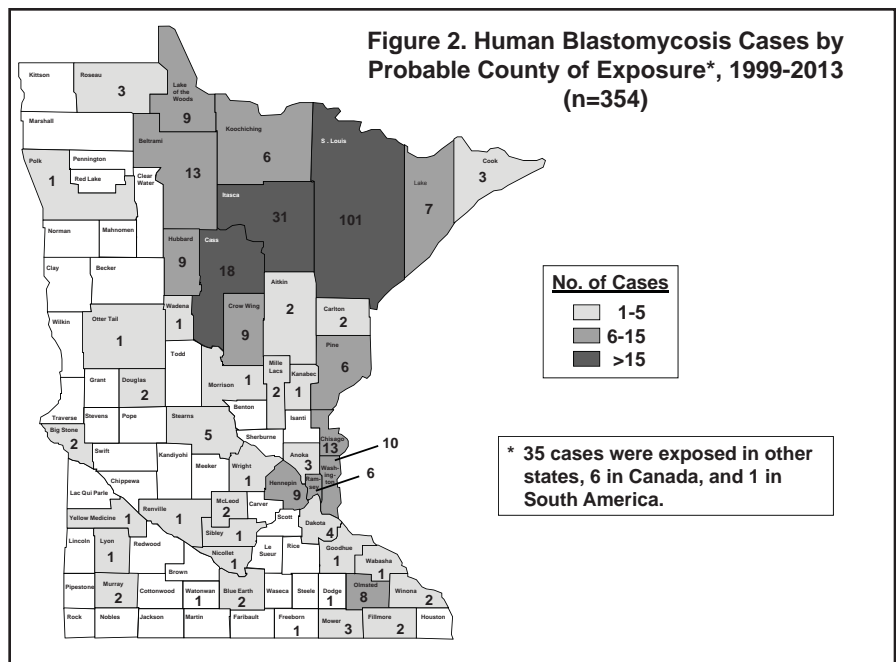 Figure 2. Human Blastomycosis Cases by
Probable County of Exposure*, 1999-2013
(n=354)
Kittson
Roseau
3
Lake
of the
Woods
9
Marshall
Koochiching
6
S . Louis
101
Cook
3
Lake
7
Beltrami
13
Polk
1
Pennington
Red Lake
Clear
Water
Itasca
31
Norman
Mahnomen
Hubbard
9
Cass
18
Clay
Becker
Aitkin
2
Wadena
1
Crow Wing
9
Carlton
2
Wilkin
Otter Tail
1
Todd
Pine
6
Mille
Lacs
2
Kanabec
1
Morrison
1
Grant
Douglas
2
Benton
Isanti
Traverse
Stevens
Pope
Stearns
5
Sherburne
Chisago
13
10
Big Stone
2
Anoka
3
Wash-
ing-
ton
Swift
Kandiyohi
Meeker
Wright
1
Ram-
sey
6
Hennepin
9
Chippewa
Lac Qui Parle
McLeod
2
Carver
Renville
1
Scott
Dakota
4
Yellow Medicine
1
Sibley
1
Lincoln
Lyon
1
Redwood
Nicollet
1
Le
Sueur
Rice
Goodhue
1
Wabasha
1
Brown
Pipestone
Murray
2
Cottonwood
Watonwan
1
Blue Earth
2
Waseca
Steele
Dodge
1
Olmsted
8
Winona
2
Rock
Nobles
Jackson
Martin
Faribault
Freeborn
1
Mower
3
Fillmore
2
Houston
No. of Cases
1-5
6-15
>15
* 35 cases were exposed in other
states, 6 in Canada, and 1 in
South America.